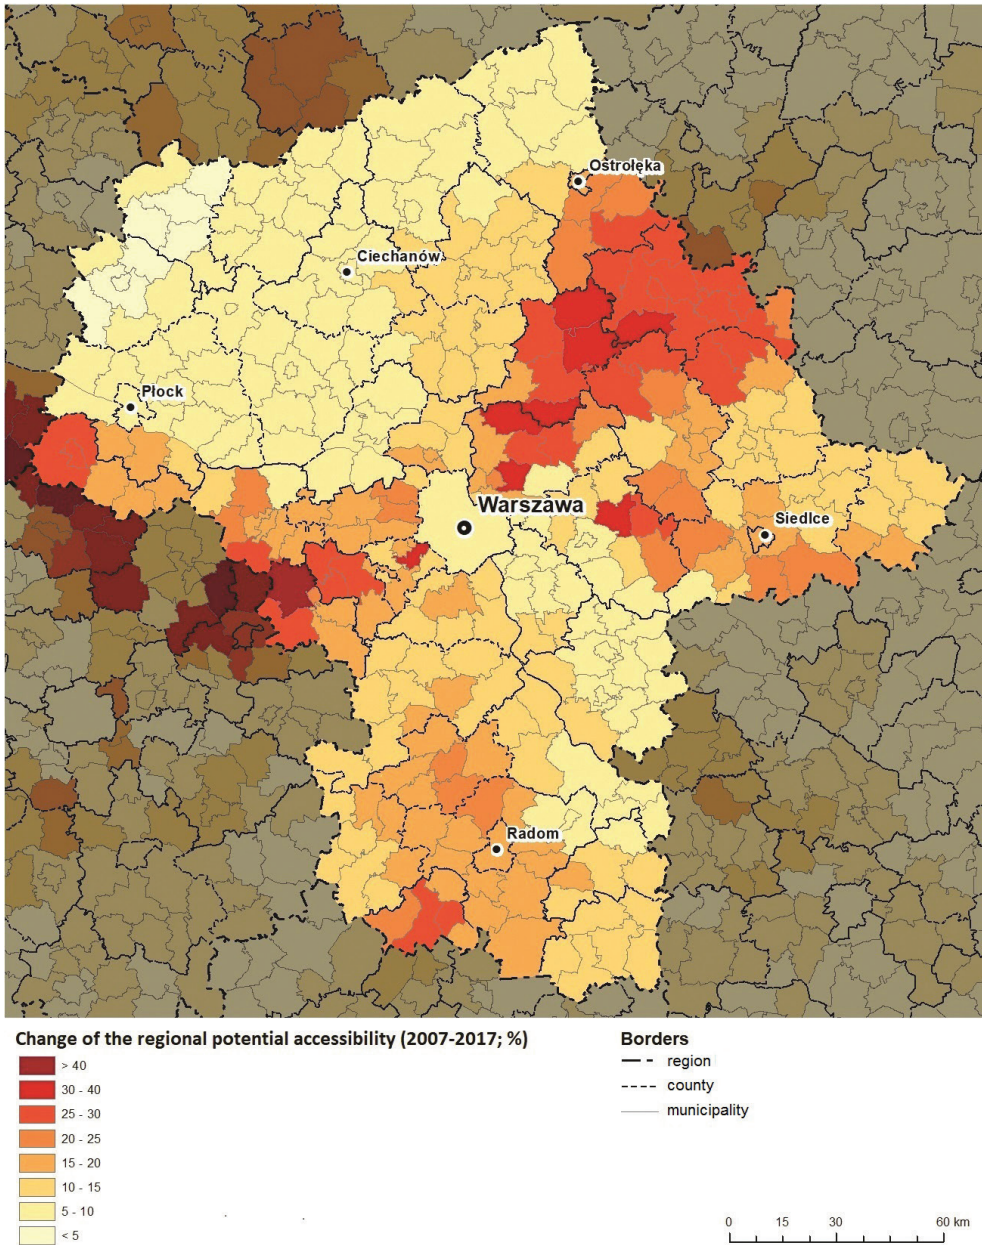 Ostrołęka
Ciechanów
Płock
Warszawa
Siedlce
Radom
Change of the regional potential accessibility (2007-2017; %)
> 40
30 - 40
25 - 30
20 - 25
15 - 20
10 - 15
5 - 10
< 5
Borders
region
county
municipality
0 15 30 60 km